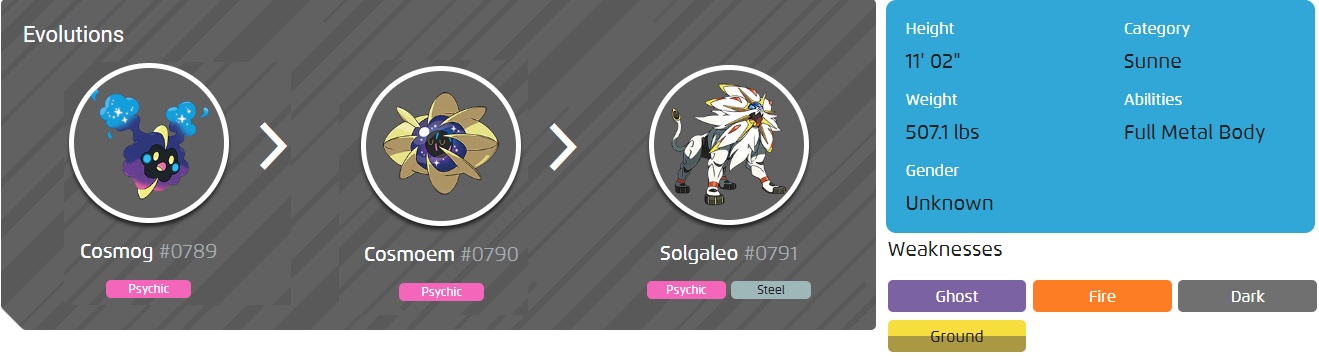 Evolutions
Cosmog #0789
Psychic
Cosmoem #0790
Psychic
Solgaleo #0791
Psychic Steel
Height
11' 02"
Weight
507.1 lbs
Gender
Unknown
Category
Sunne
Abilities
Full Metal Body
Weaknesses
Ghost Fire Dark
Ground